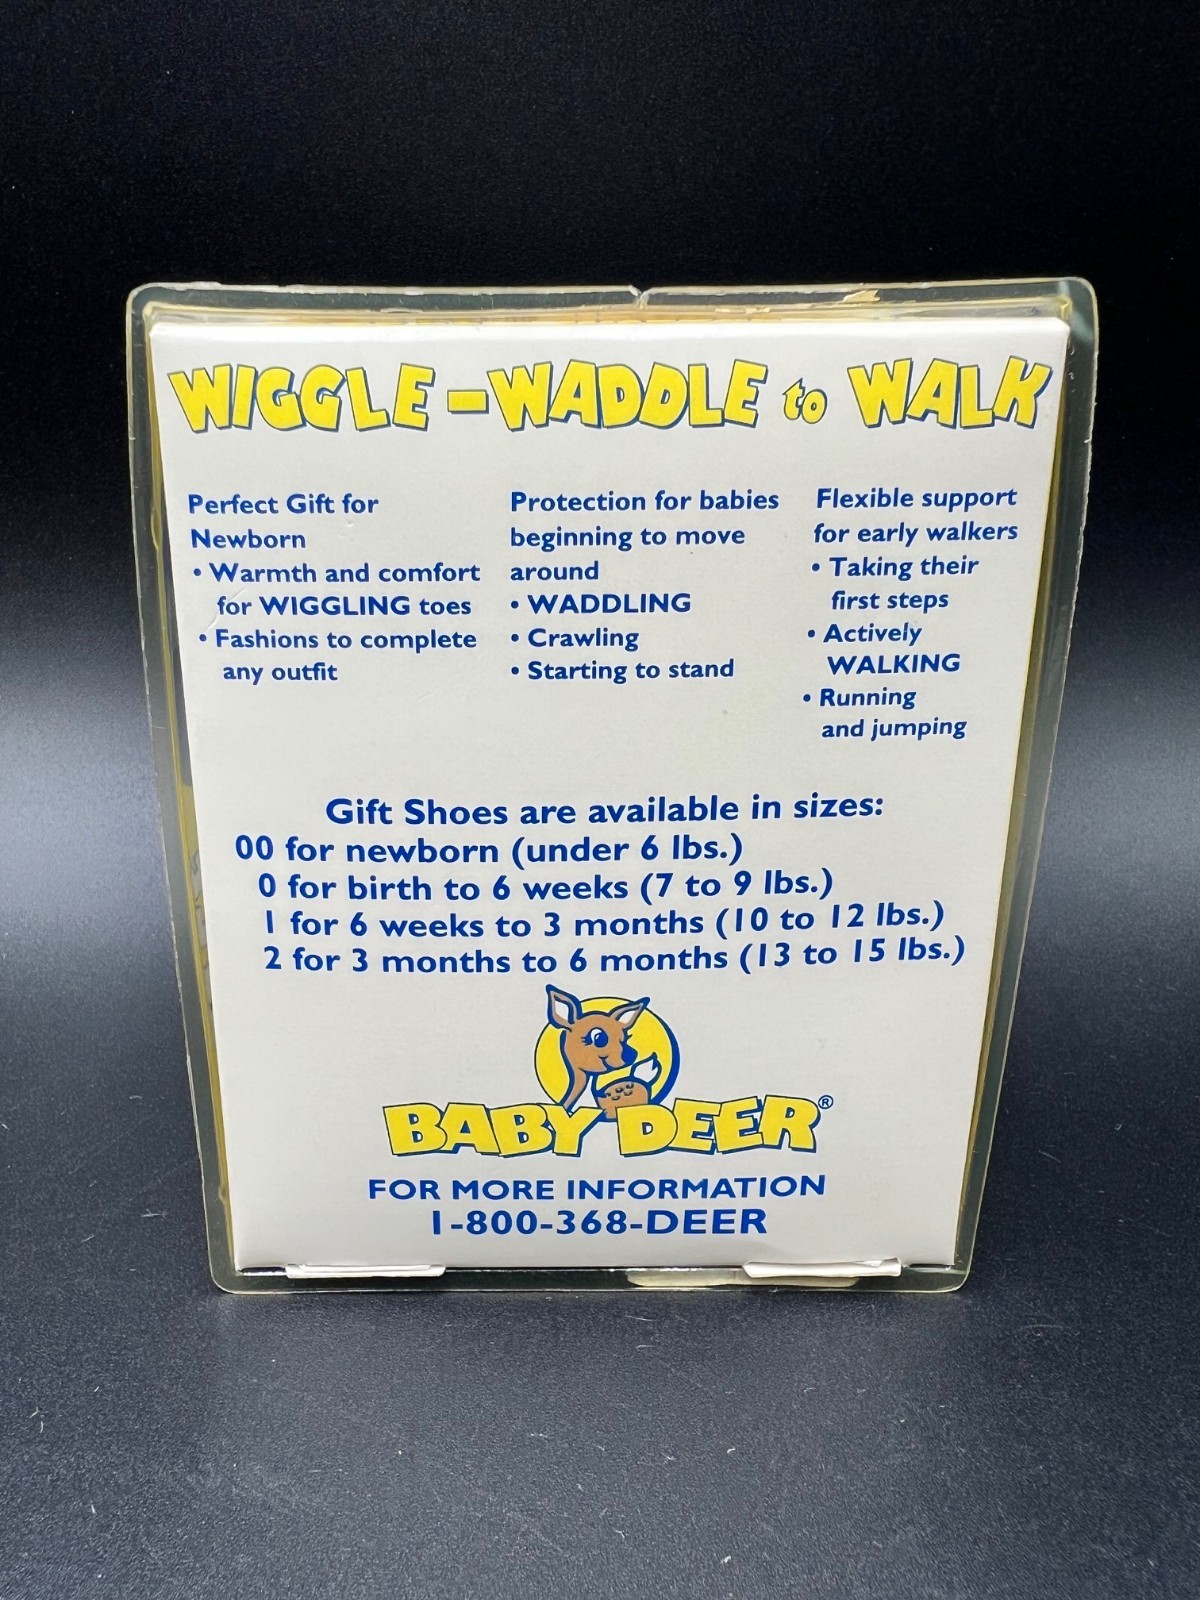 WIGGLE-WADDLE to WALK
Perfect Gift for
Newborn
• Warmth and comfort
for WIGGLING toes
• Fashions to complete
any outfit
Protection for babies
beginning to move
around
• WADDLING
• Crawling
• Starting to stand
Flexible support
for early walkers
• Taking their
first steps
• Actively
WALKING
• Running
and jumping
Gift Shoes are available in sizes:
00 for newborn (under 6 lbs.)
0 for birth to 6 weeks (7 to 9 lbs.)
1 for 6 weeks to 3 months (10 to 12 lbs.)
2 for 3 months to 6 months (13 to 15 lbs.)
BABY DEER®
FOR MORE INFORMATION
1-800-368-DEER